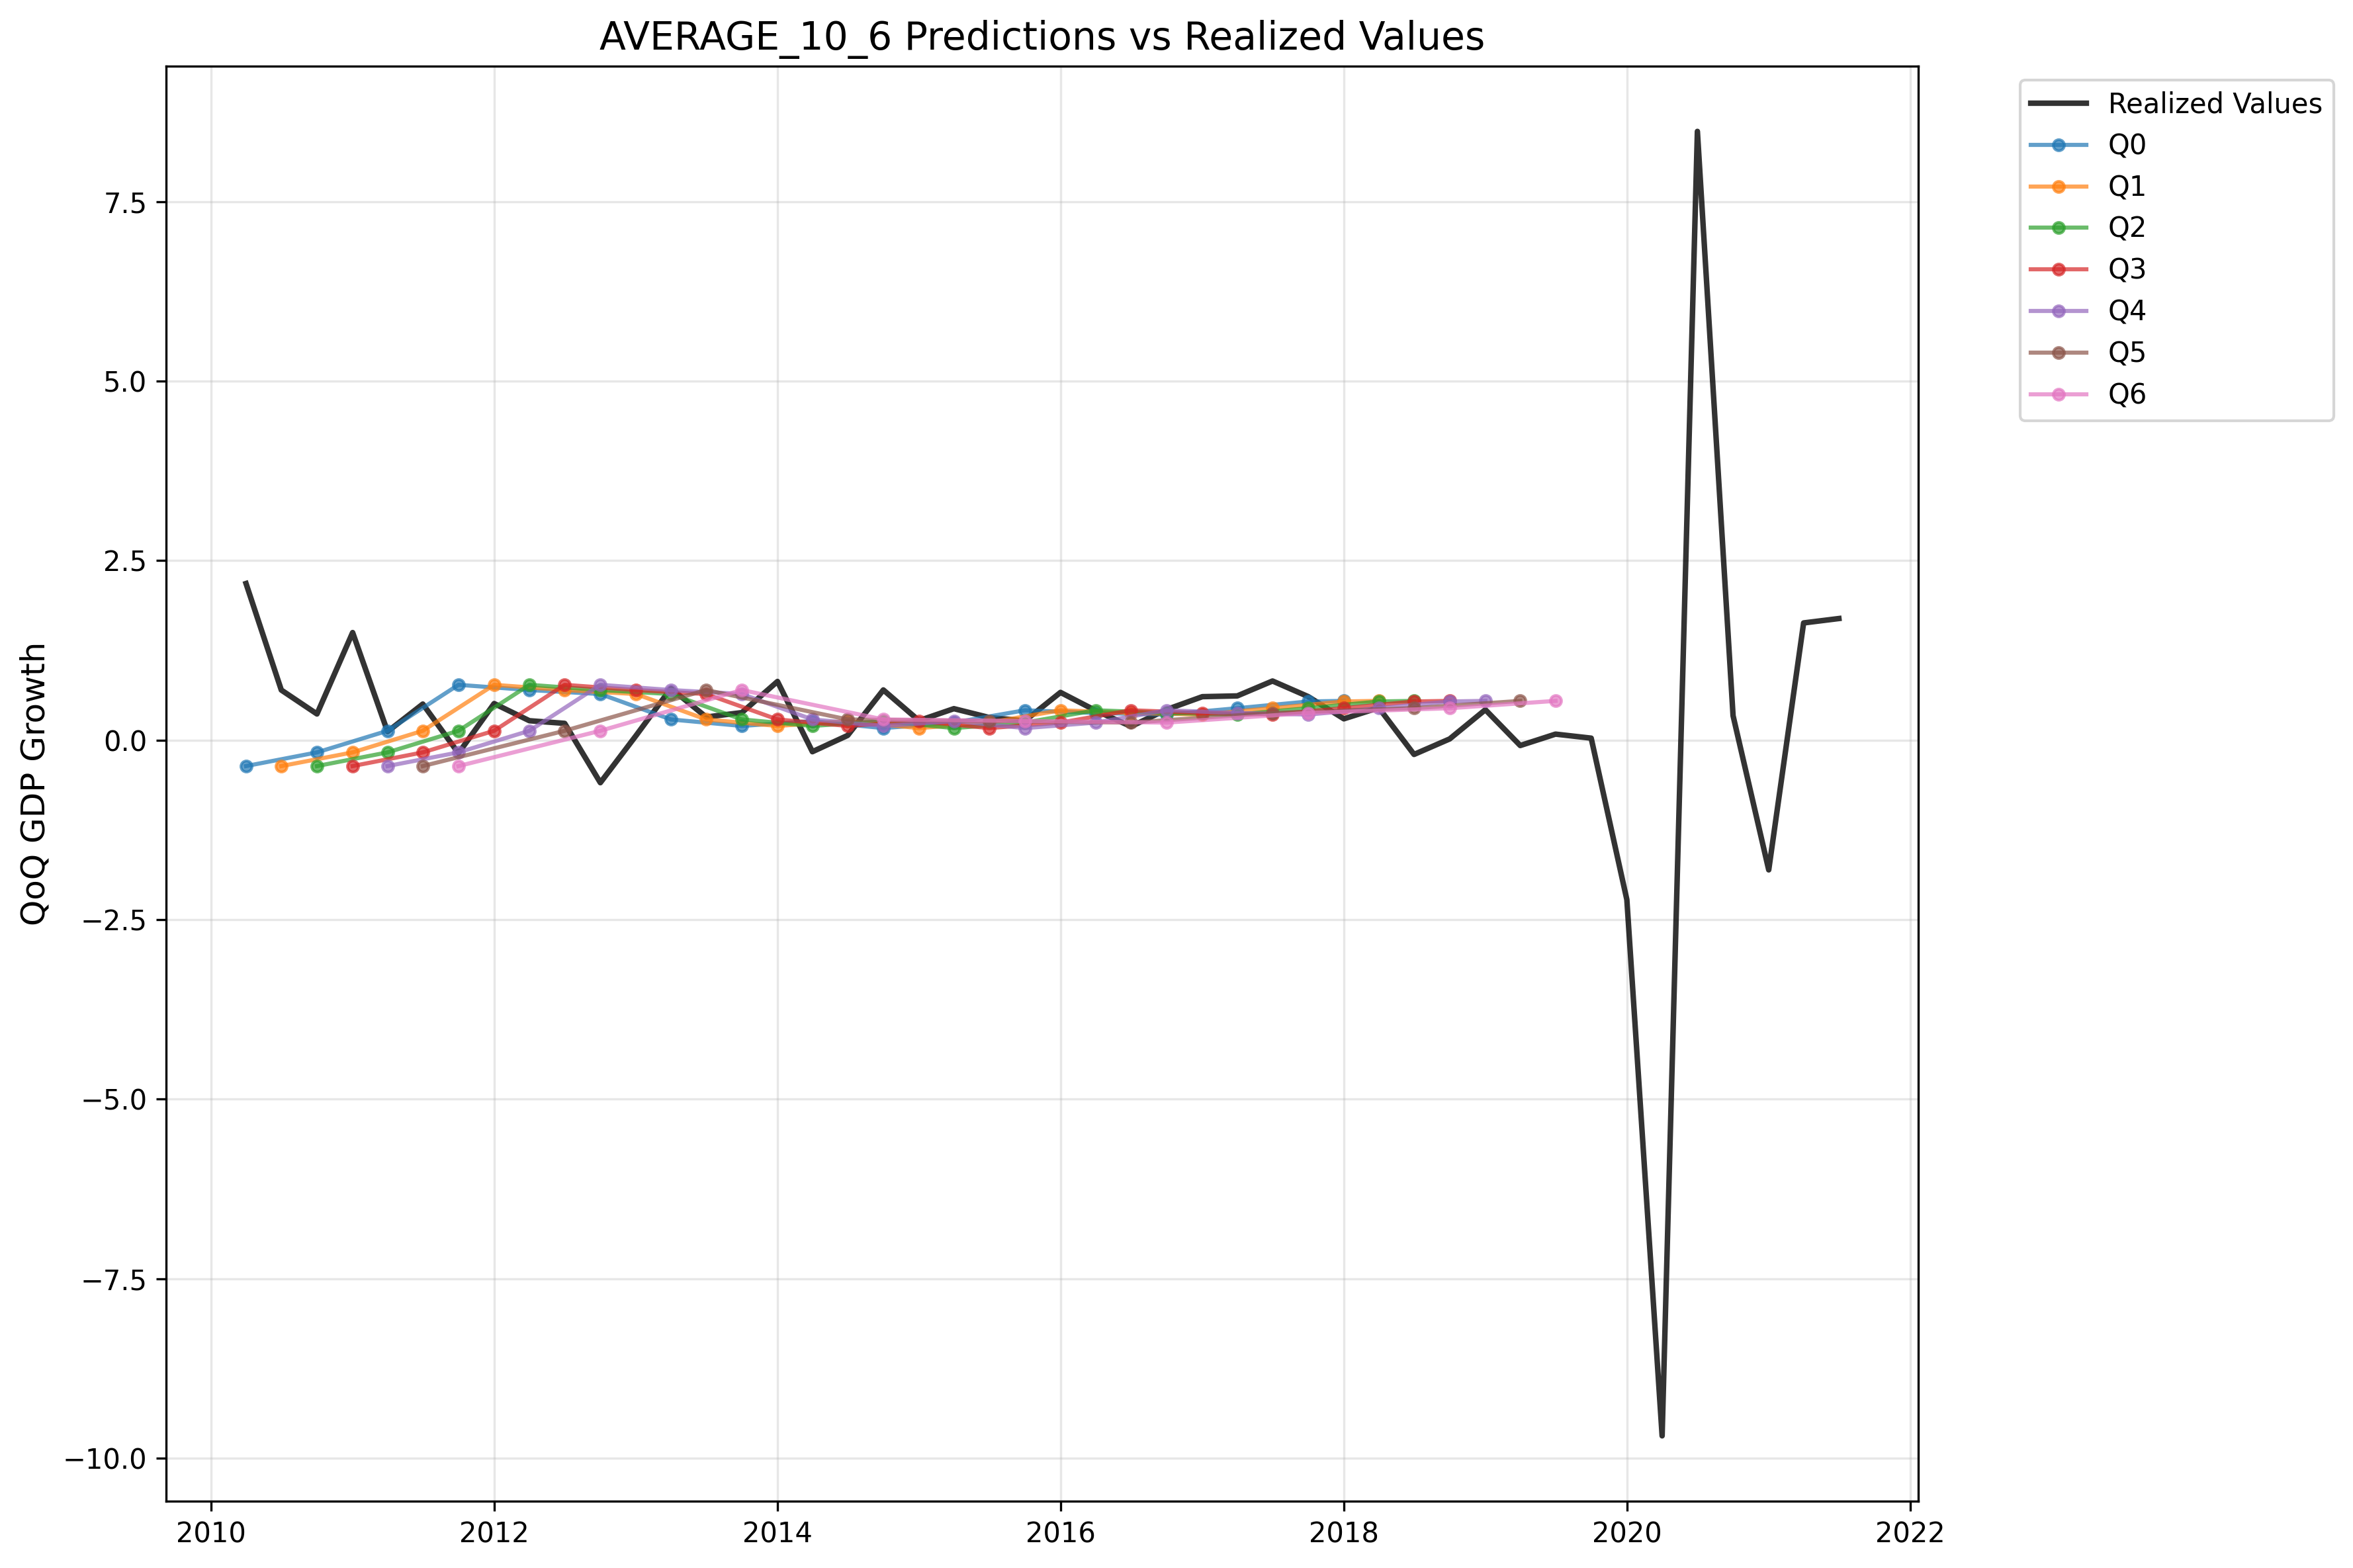 AVERAGE_10_6 Predictions vs Realized Values
QoQ GDP Growth
7.5
5.0
2.5
0.0
−2.5
−5.0
−7.5
−10.0
2010
2012
2014
2016
2018
2020
2022
Realized Values
Q0
Q1
Q2
Q3
Q4
Q5
Q6